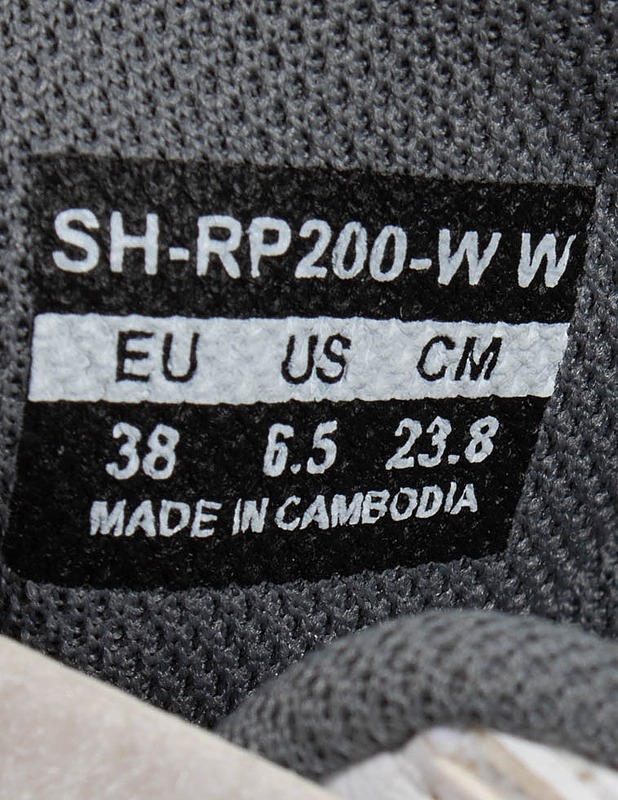 SH-RP200-W W
EU US CM
38 6.5 23.8
MADE IN CAMBODIA